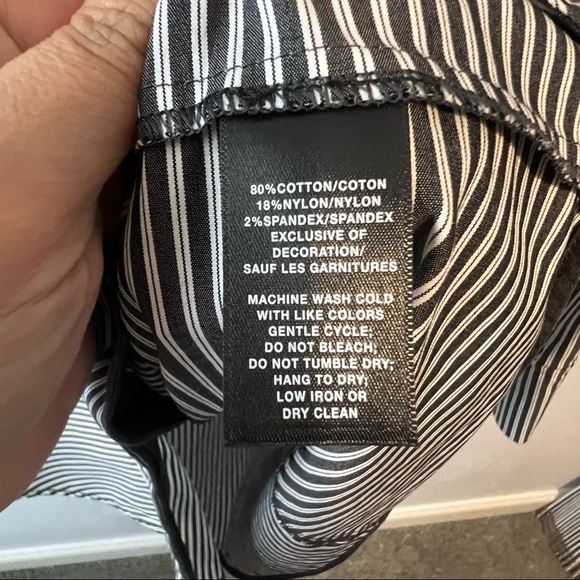 80%COTTON/COTON
18%NYLON/NYLON
2%SPANDEX/SPANDEX
EXCLUSIVE OF
DECORATION/
SAUF LES GARNITURES
MACHINE WASH COLD
WITH LIKE COLORS
GENTLE CYCLE;
DO NOT BLEACH;
DO NOT TUMBLE DRY;
HANG TO DRY;
LOW IRON OR
DRY CLEAN